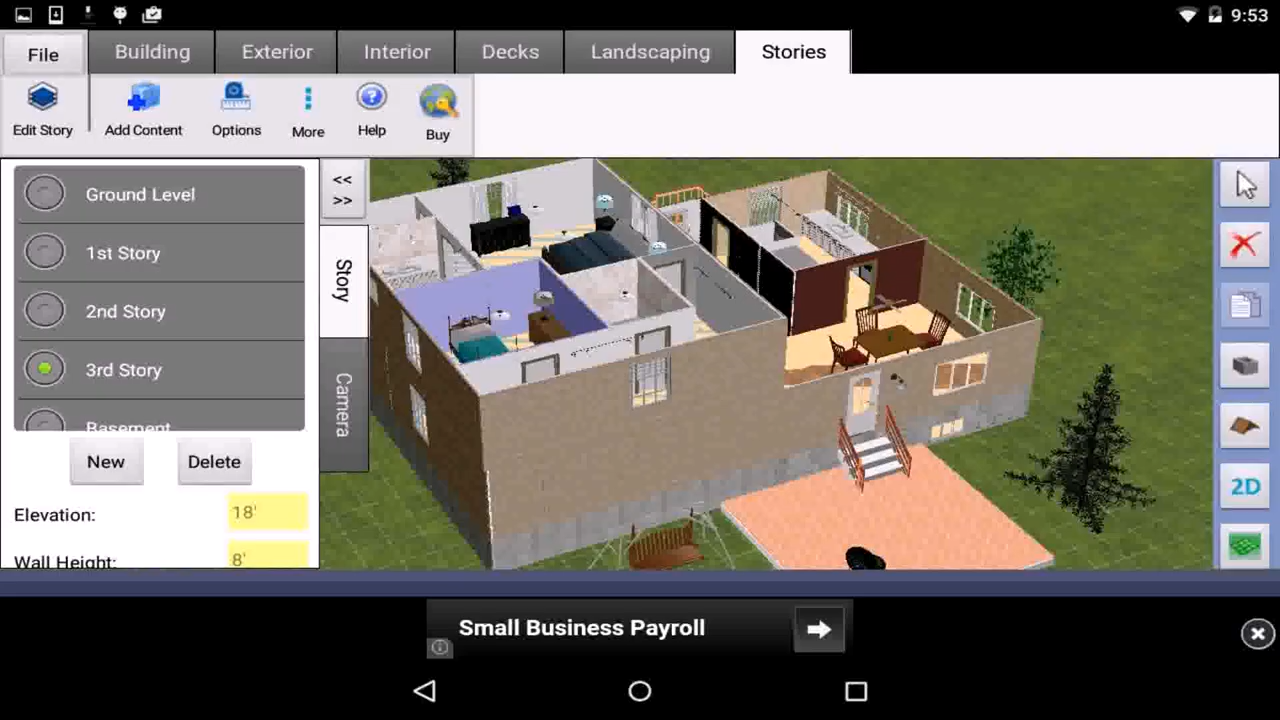 9:53
File
Building
Exterior
Interior
Decks
Landscaping
Stories
Edit Story
Add Content
Options
More
Help
Buy
Ground Level
1st Story
2nd Story
3rd Story
Basement
New
Delete
Elevation:
18'
Wall Height:
8'
<<
>>
Story
Camera
2D
Small Business Payroll